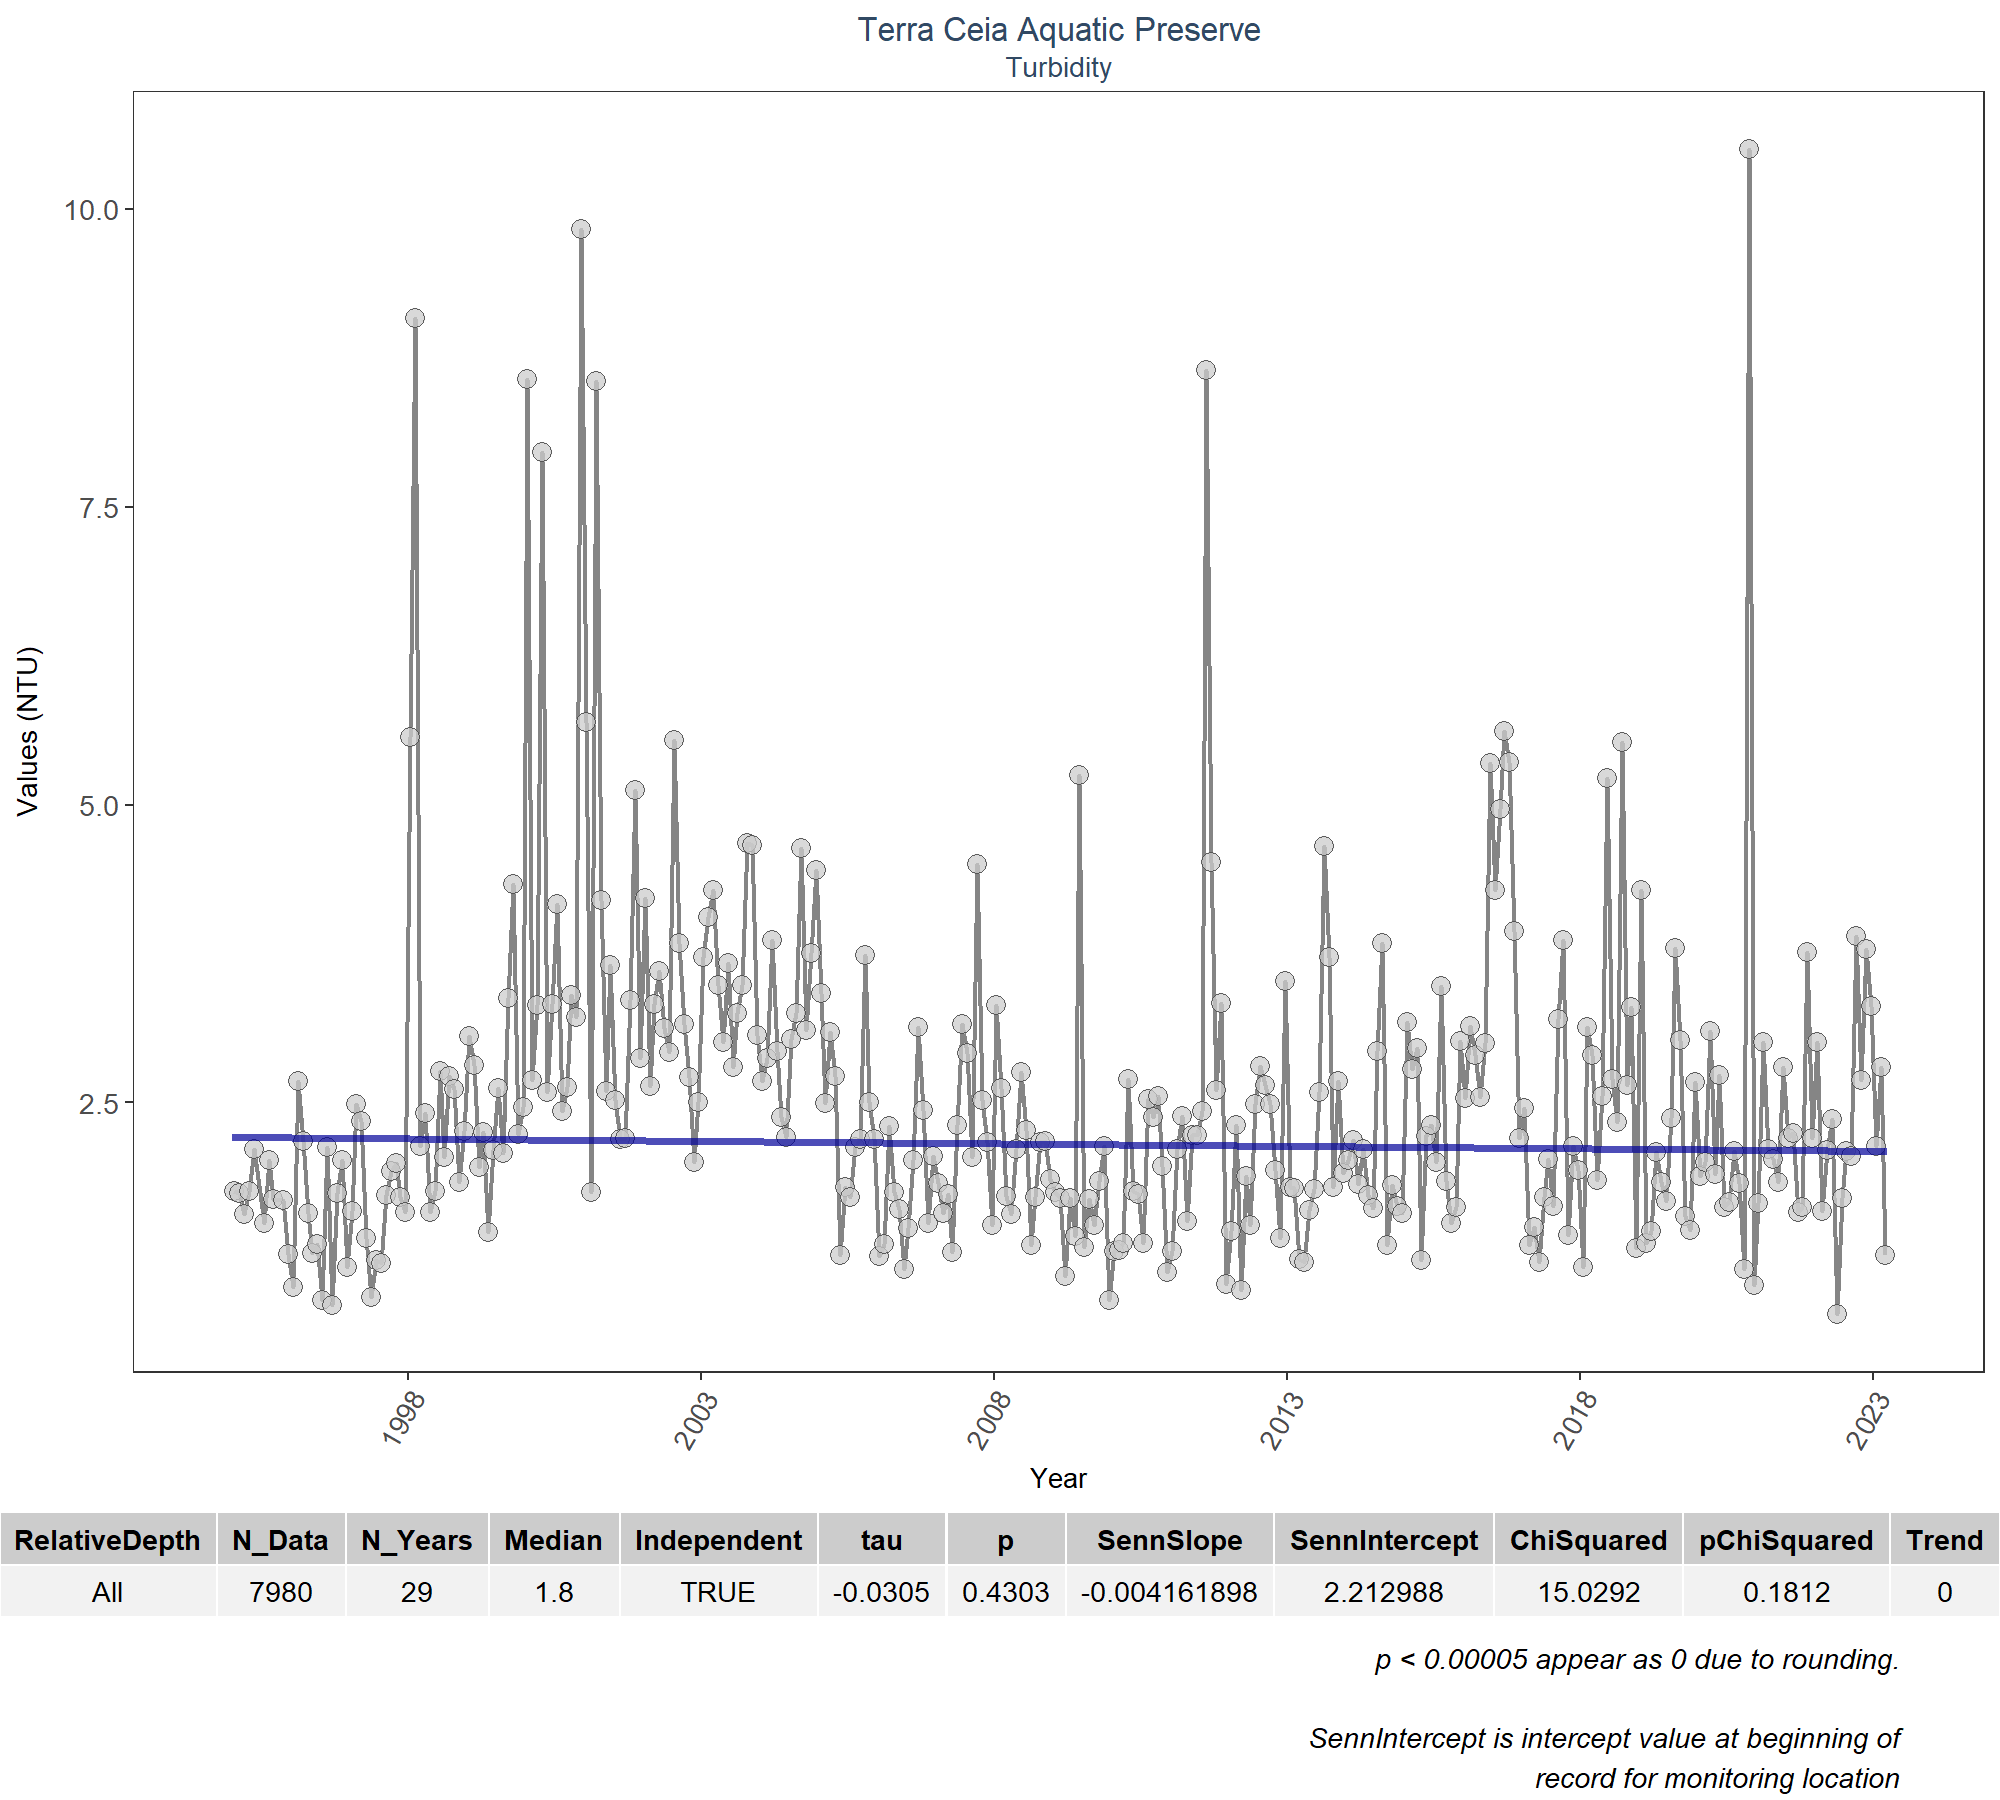 Terra Ceia Aquatic Preserve
Turbidity
Values (NTU)
10.0
7.5
5.0
2.5
1998
2003
2008
2013
2018
2023
Year
RelativeDepth N_Data N_Years Median Independent tau p SennSlope SennIntercept ChiSquared pChiSquared Trend
All 7980 29 1.8 TRUE -0.0305 0.4303 -0.004161898 2.212988 15.0292 0.1812 0
p < 0.00005 appear as 0 due to rounding.
SennIntercept is intercept value at beginning of
record for monitoring location